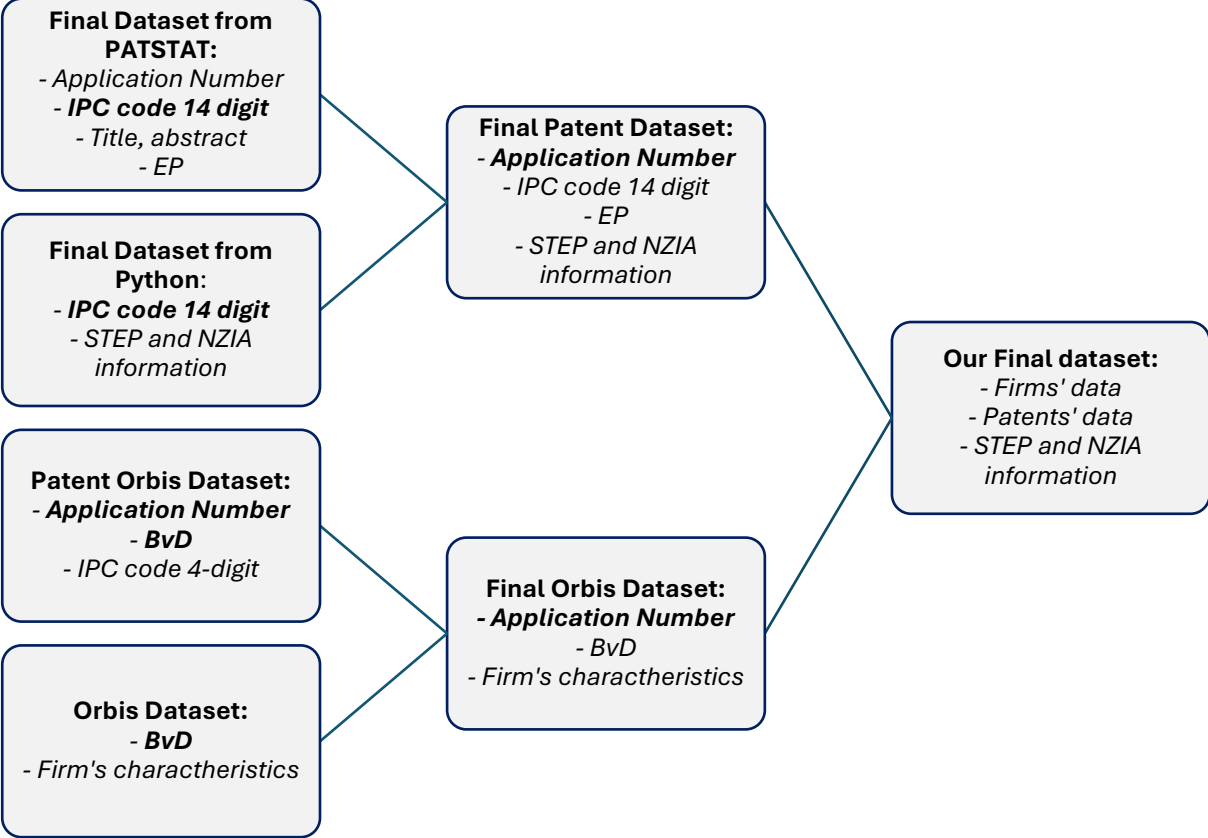 Final Dataset from
PATSTAT:
- Application Number
- IPC code 14 digit
- Title, abstract
- EP
Final Dataset from
Python:
- IPC code 14 digit
- STEP and NZIA
information
Patent Orbis Dataset:
- Application Number
- BvD
- IPC code 4-digit
Orbis Dataset:
- BvD
- Firm's charactheristics
Final Patent Dataset:
- Application Number
- IPC code 14 digit
- EP
- STEP and NZIA
information
Final Orbis Dataset:
- Application Number
- BvD
- Firm's charactheristics
Our Final dataset:
- Firms' data
- Patents' data
- STEP and NZIA
information